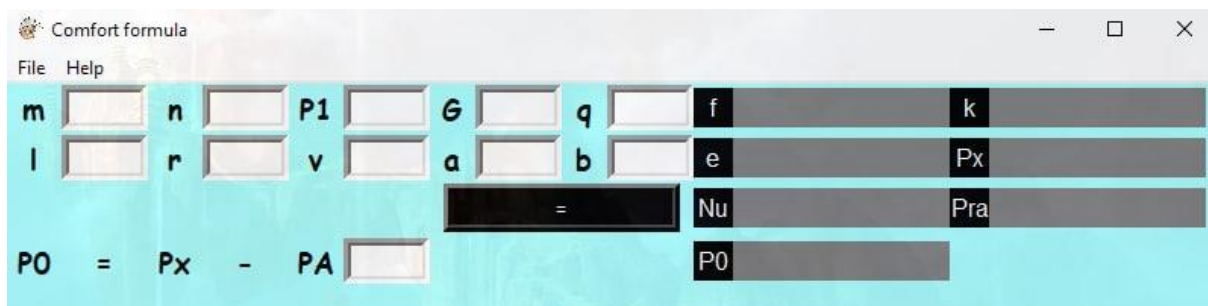 Comfort formula
File Help
m n P1 G q f k
l r v a b e Px
= Nu Pra
P0 = Px - PA P0